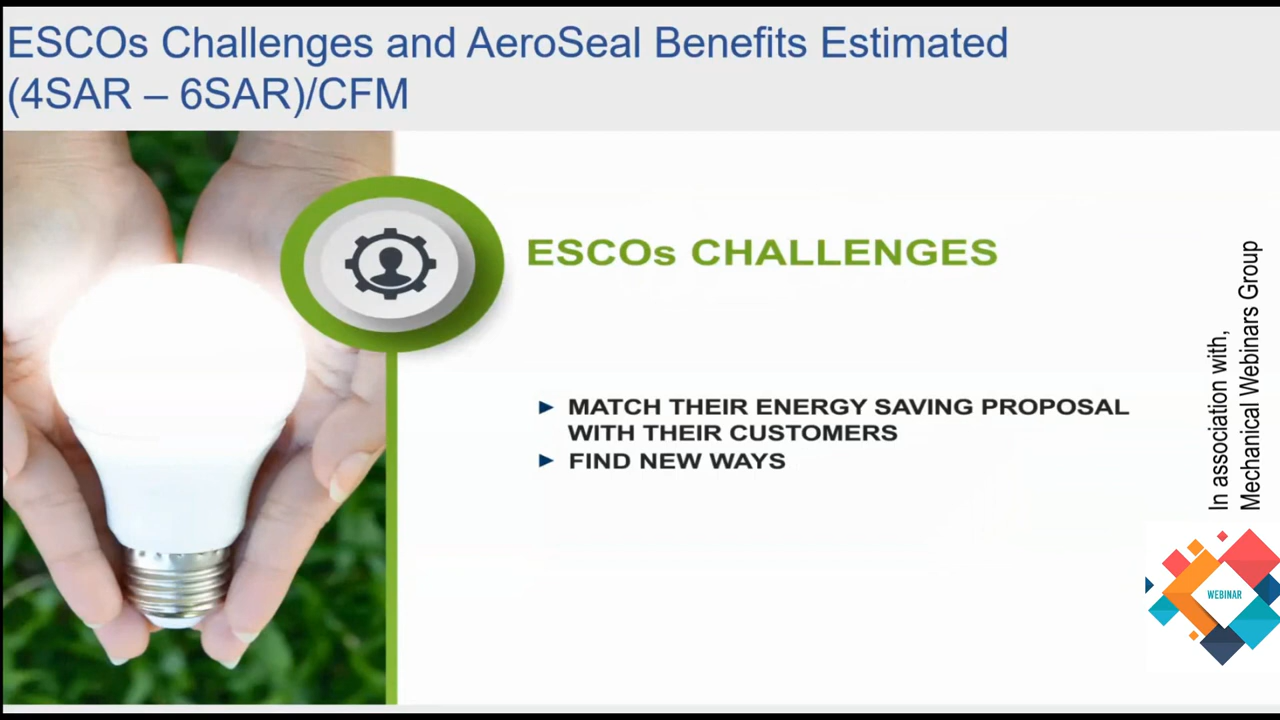 ESCOs Challenges and AeroSeal Benefits Estimated
(4SAR – 6SAR)/CFM
ESCOs CHALLENGES
► MATCH THEIR ENERGY SAVING PROPOSAL
WITH THEIR CUSTOMERS
► FIND NEW WAYS
In association with,
Mechanical Webinars Group
WEBINAR